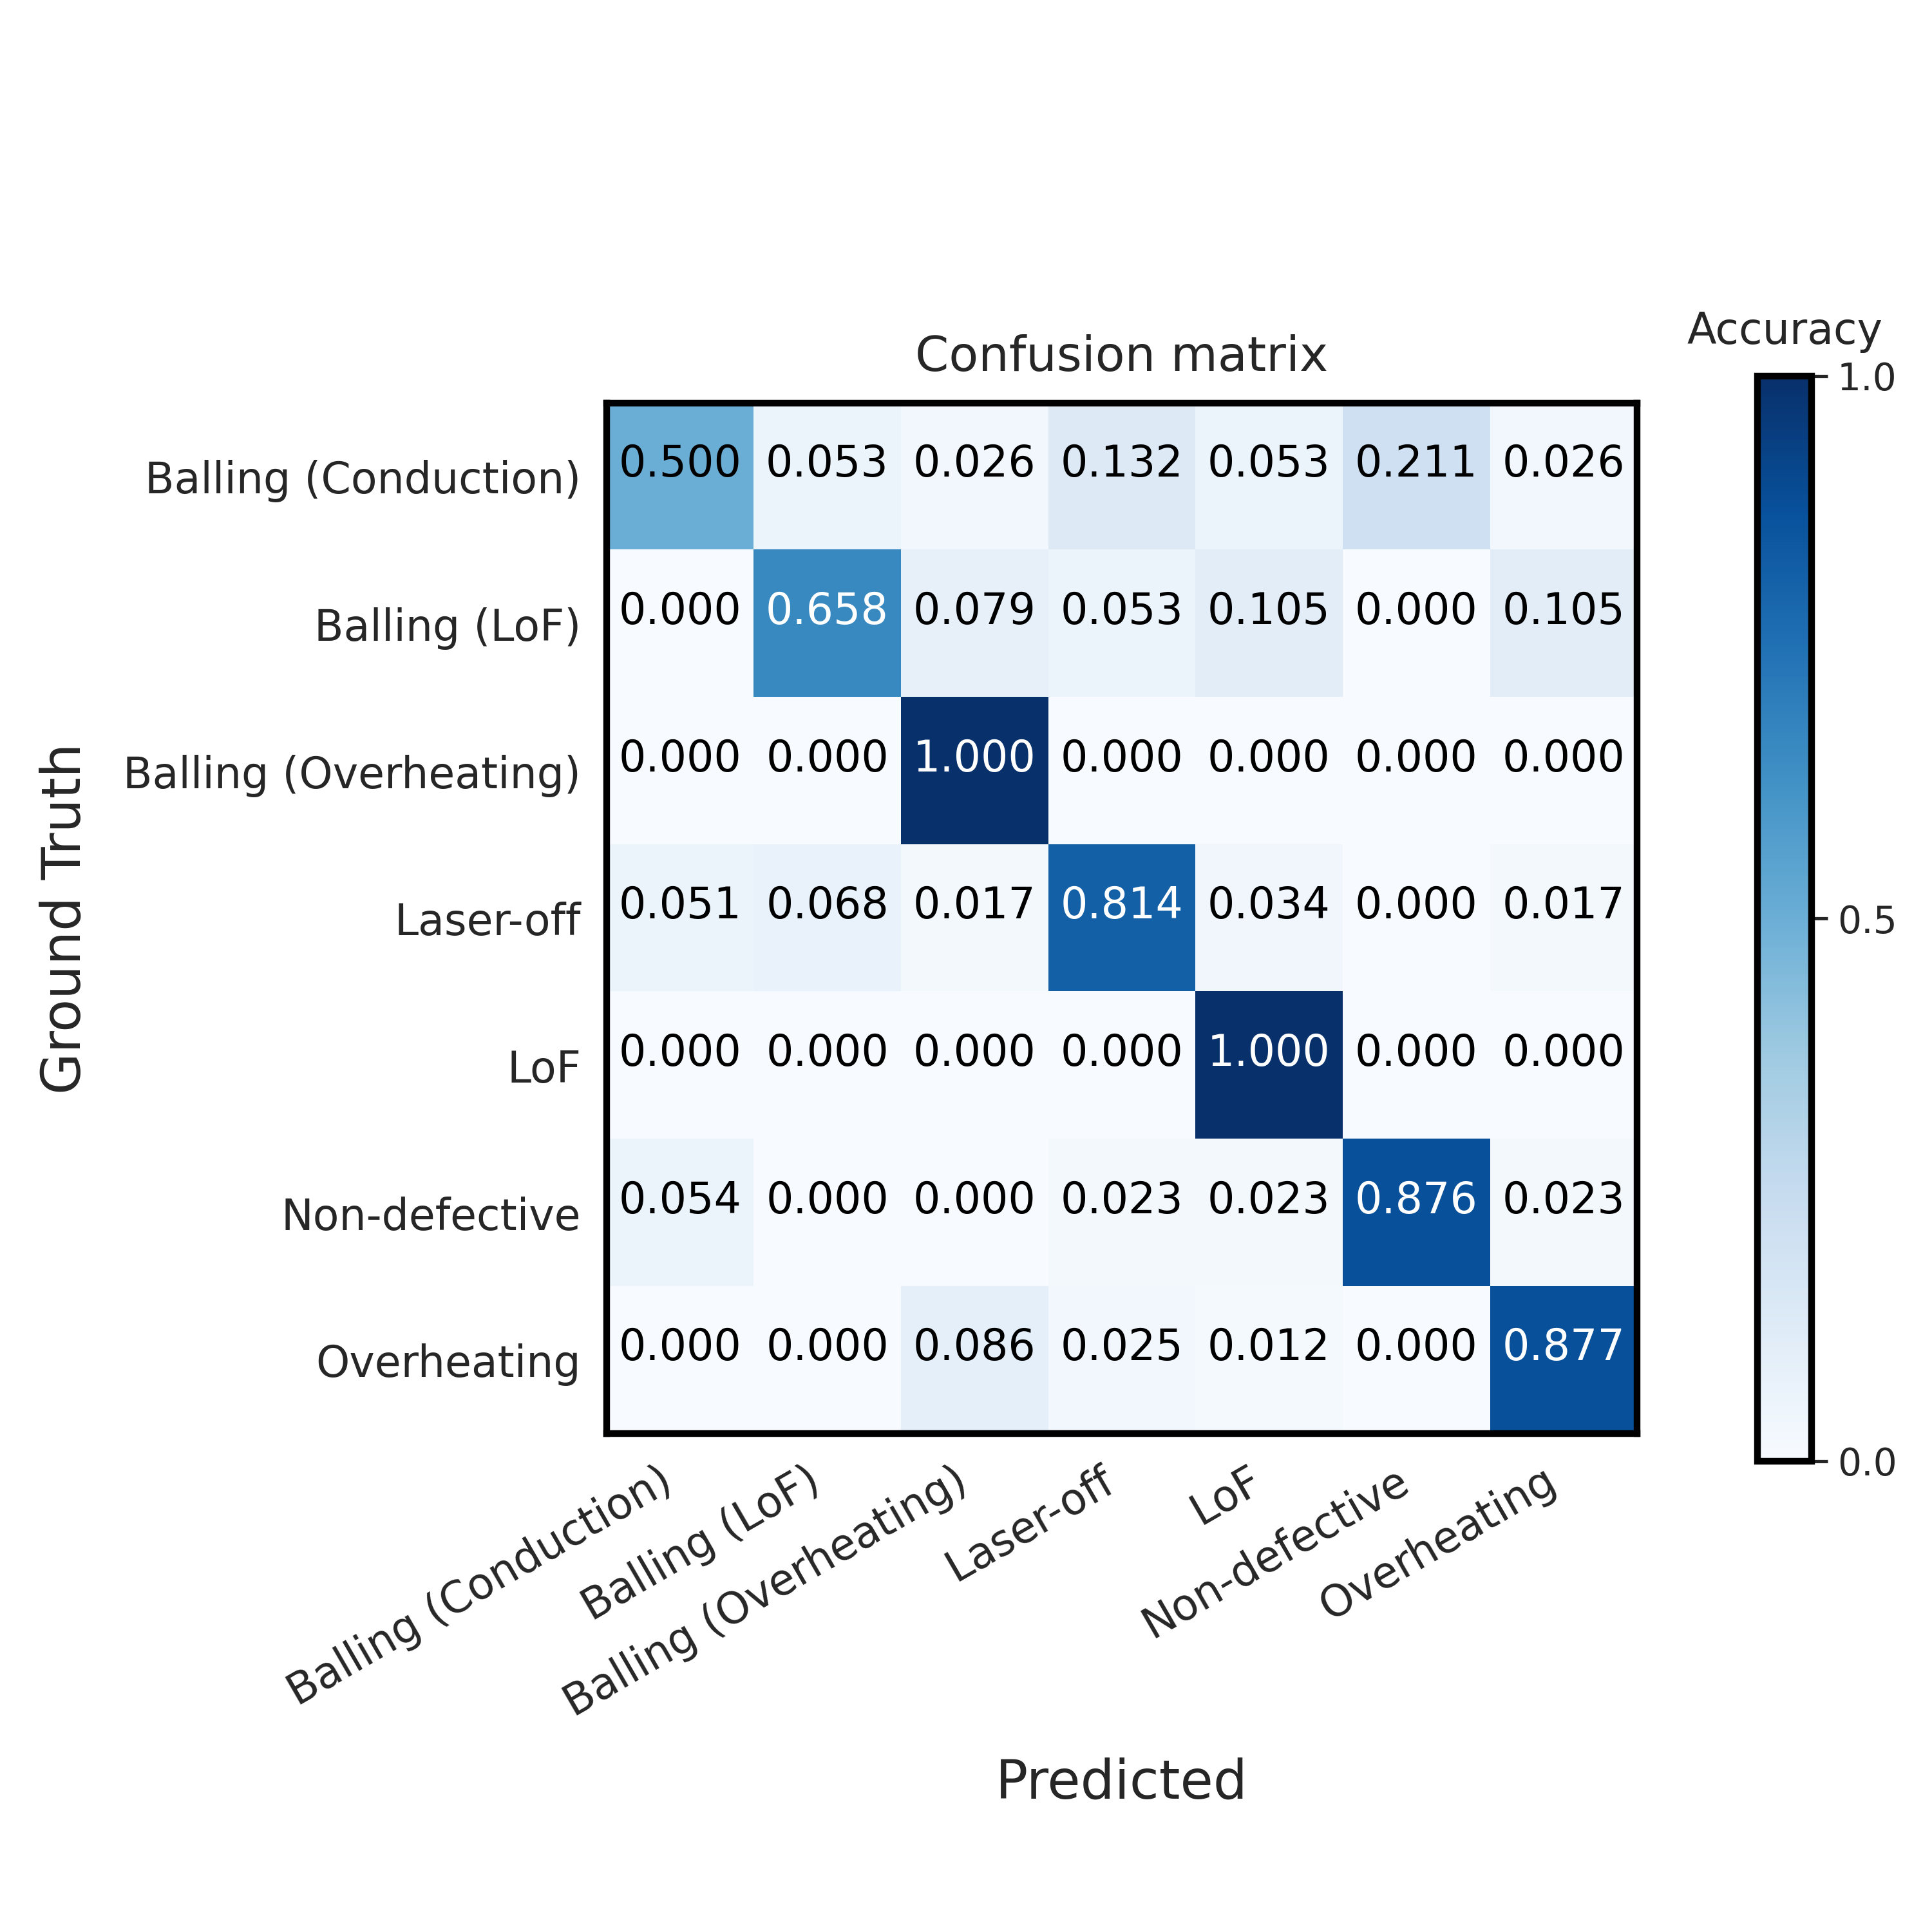 Accuracy
Confusion matrix
1.0
0.5
0.0
Ground Truth
Balling (Conduction) 0.500 0.053 0.026 0.132 0.053 0.211 0.026
Balling (LoF) 0.000 0.658 0.079 0.053 0.105 0.000 0.105
Balling (Overheating) 0.000 0.000 1.000 0.000 0.000 0.000 0.000
Laser-off 0.051 0.068 0.017 0.814 0.034 0.000 0.017
LoF 0.000 0.000 0.000 0.000 1.000 0.000 0.000
Non-defective 0.054 0.000 0.000 0.023 0.023 0.876 0.023
Overheating 0.000 0.000 0.086 0.025 0.012 0.000 0.877
Balling (Conduction)
Balling (LoF)
Balling (Overheating)
Laser-off
LoF
Non-defective
Overheating
Predicted